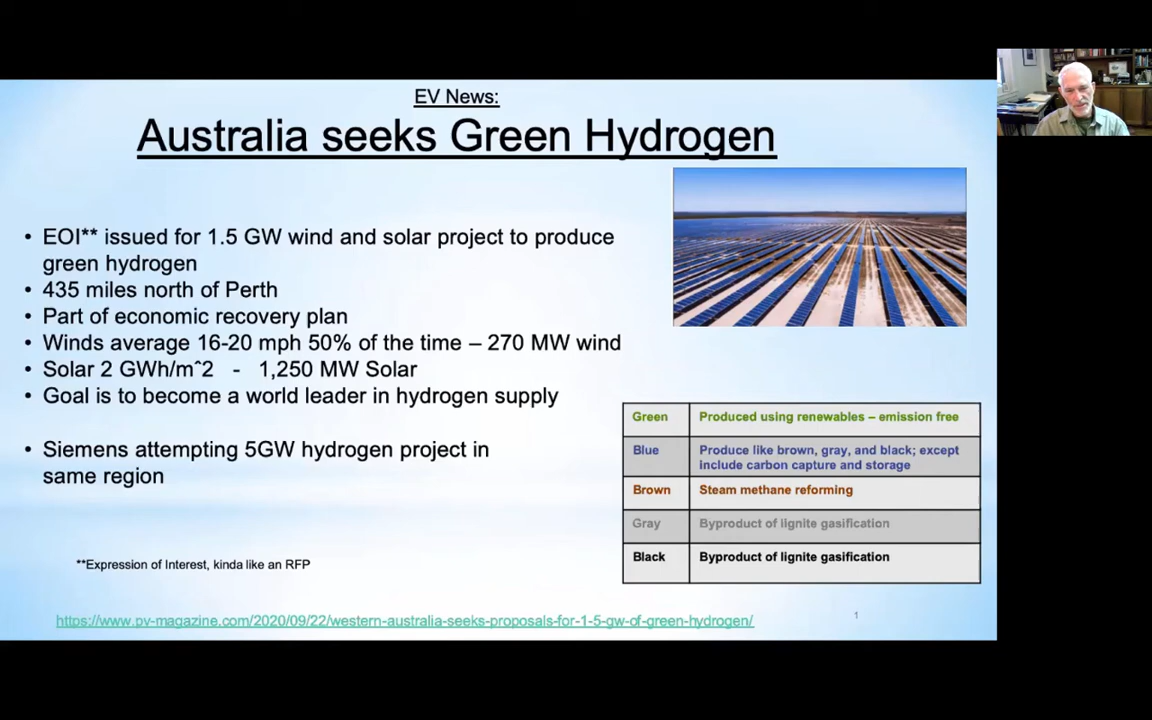 EV News:
Australia seeks Green Hydrogen
• EOI** issued for 1.5 GW wind and solar project to produce
green hydrogen
• 435 miles north of Perth
• Part of economic recovery plan
• Winds average 16-20 mph 50% of the time – 270 MW wind
• Solar 2 GWh/m^2 - 1,250 MW Solar
• Goal is to become a world leader in hydrogen supply
• Siemens attempting 5GW hydrogen project in
same region
Green Produced using renewables – emission free
Blue Produce like brown, gray, and black; except
include carbon capture and storage
Brown Steam methane reforming
Gray Byproduct of lignite gasification
Black Byproduct of lignite gasification
**Expression of Interest, kinda like an RFP
https://www.pv-magazine.com/2020/09/22/western-australia-seeks-proposals-for-1-5-gw-of-green-hydrogen/
1